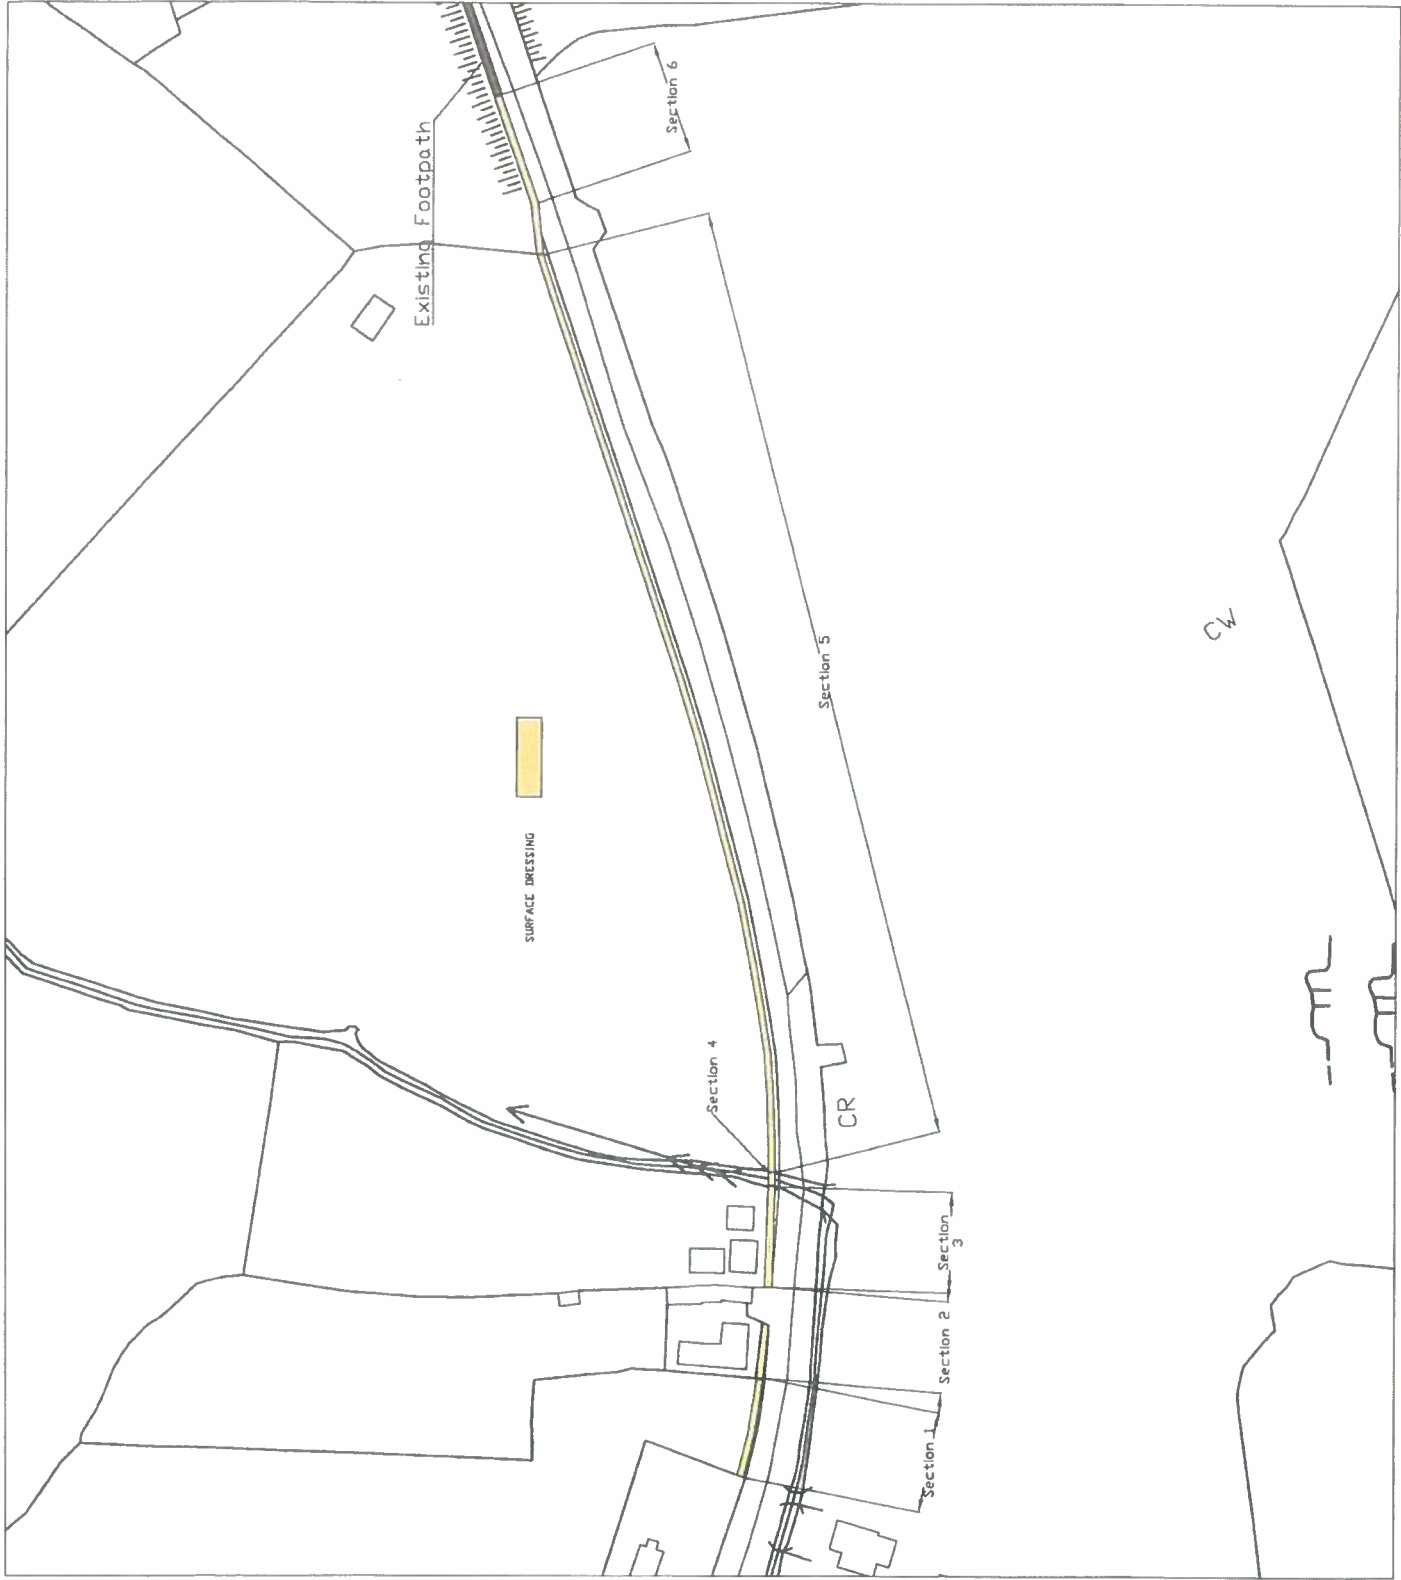 Existing Footpath
Section 6
Section 5
SURFACE DRESSING
Section 4
CR
CW
Section
3
Section 2
Section 1